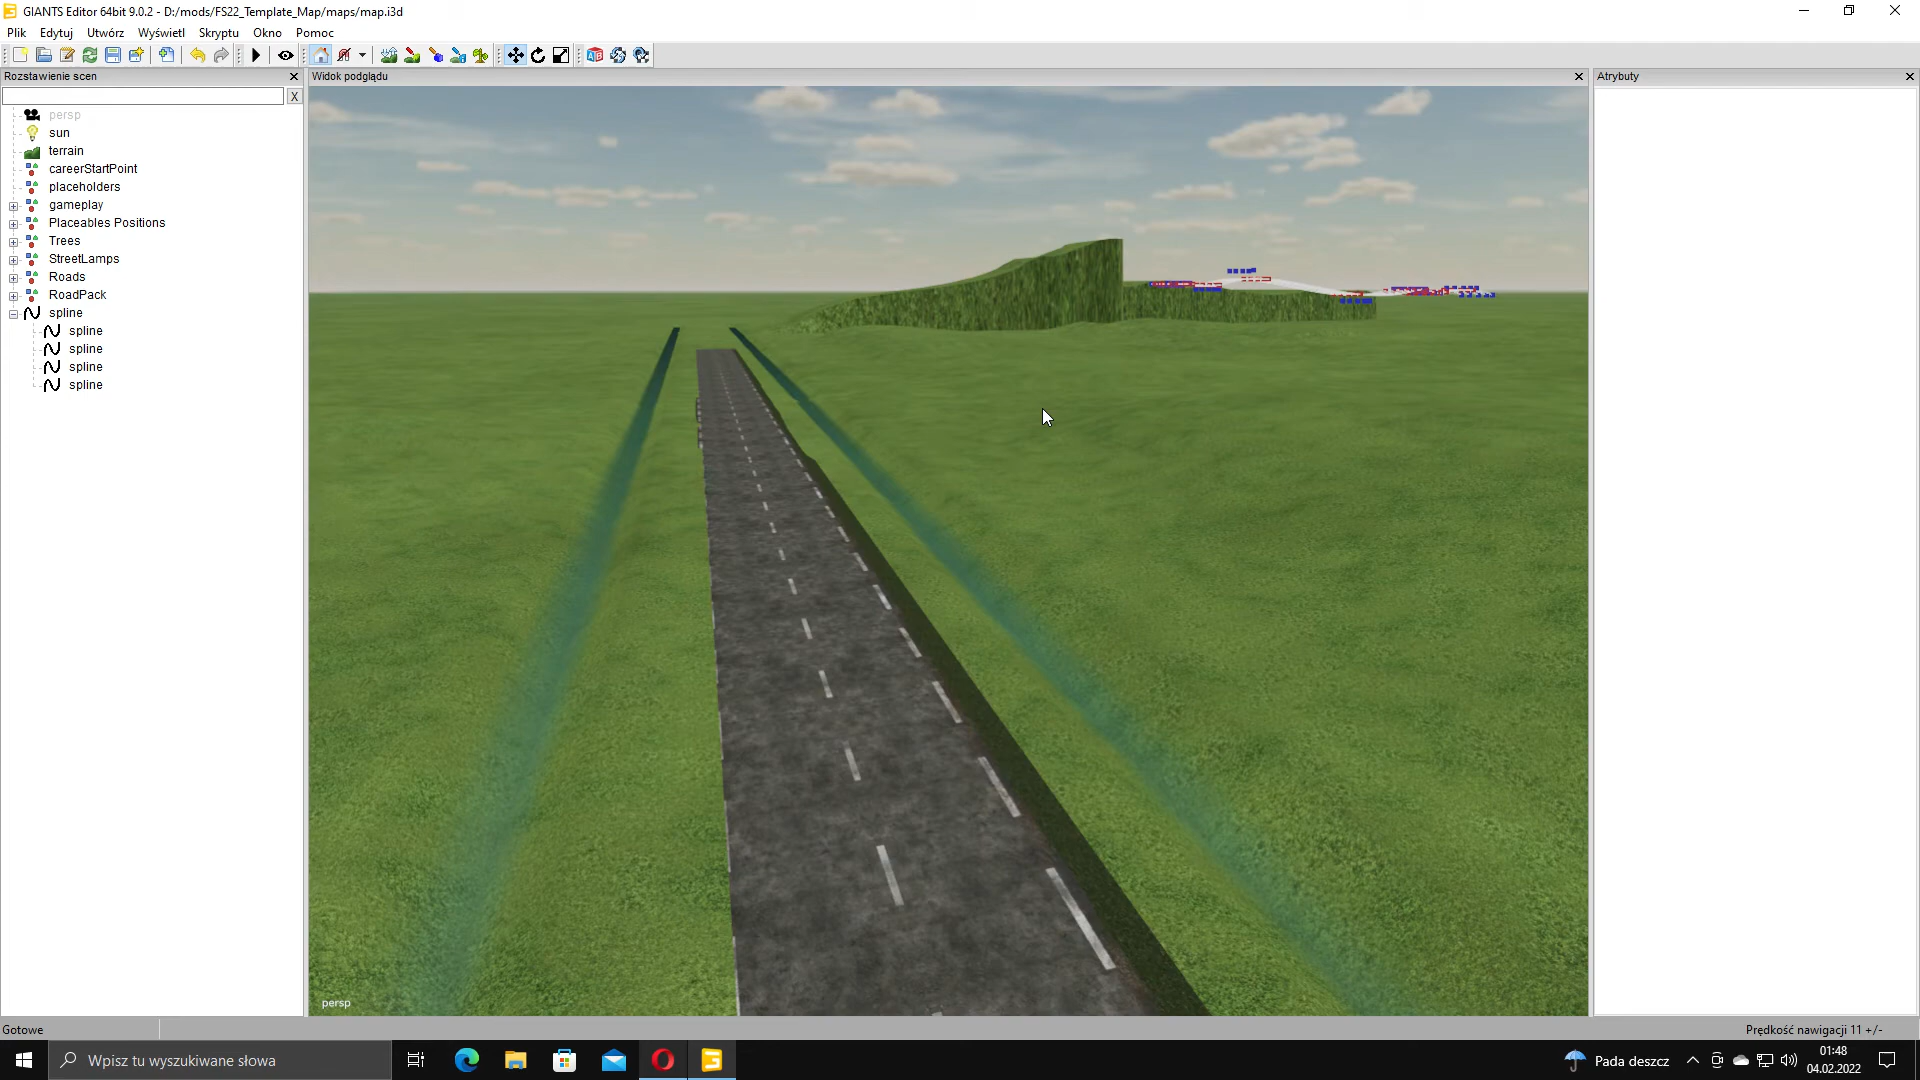 GIANTS Editor 64bit 9.0.2 - D:/mods/FS22_Template_Map/maps/map.i3d
Plik Edytuj Utwórz Wyświetl Skryptu Okno Pomoc
Rozstawienie scen
Widok podglądu
Atrybuty
X
persp
sun
terrain
careerStartPoint
placeholders
gameplay
Placeables Positions
Trees
StreetLamps
Roads
RoadPack
spline
spline
spline
spline
spline
persp
Gotowe
Prędkość nawigacji 11 +/-
Wpisz tu wyszukiwane słowa
Pada deszcz
01:48
04.02.2022